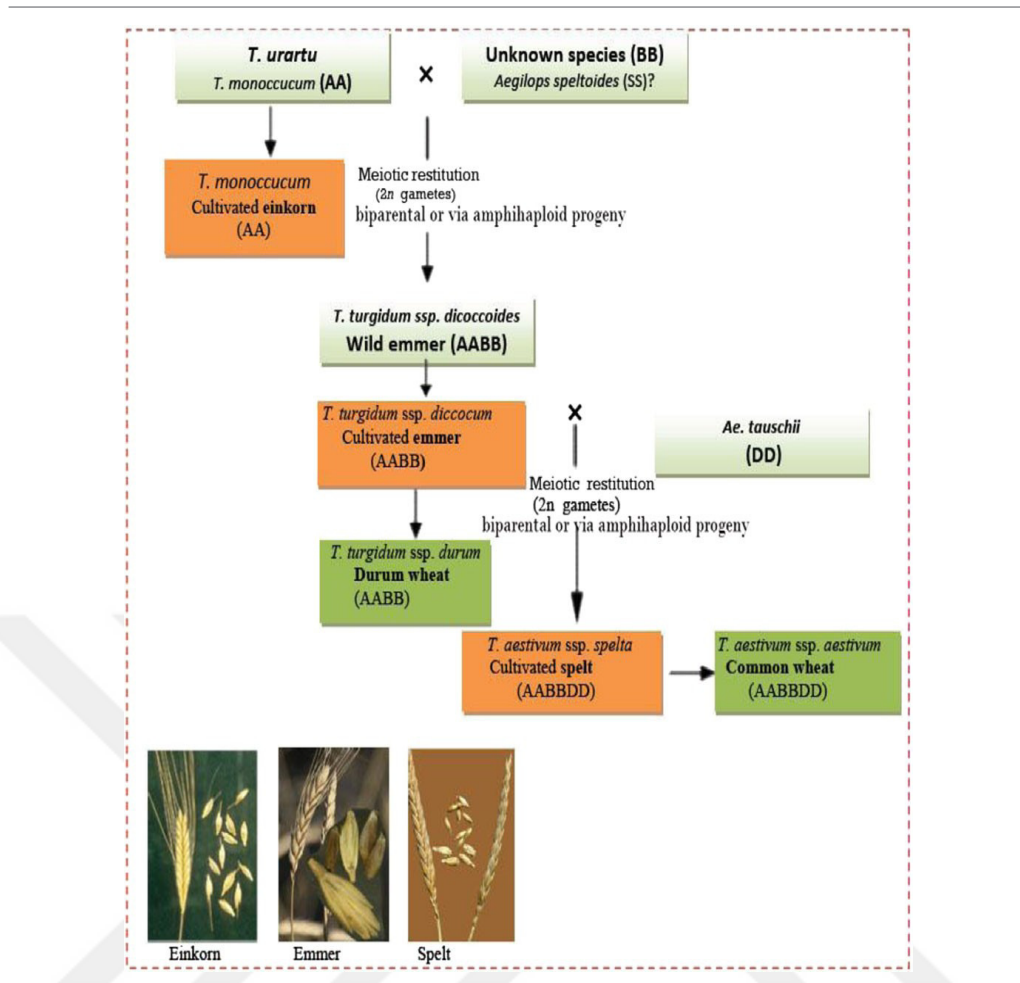 T. urartu
T. monoccucum (AA)
×
Unknown species (BB)
Aegilops speltoides (SS)?
T. monoccucum
Cultivated einkorn
(AA)
Meiotic restitution
(2n gametes)
biparental or via amphihaploid progeny
T. turgidum ssp. dicoccoides
Wild emmer (AABB)
T. turgidum ssp. diccocum
Cultivated emmer
(AABB)
×
Ae. tauschii
(DD)
Meiotic restitution
(2n gametes)
biparental or via amphihaploid progeny
T. turgidum ssp. durum
Durum wheat
(AABB)
T. aestivum ssp. spelta
Cultivated spelt
(AABBDD)
T. aestivum ssp. aestivum
Common wheat
(AABBDD)
Einkorn
Emmer
Spelt